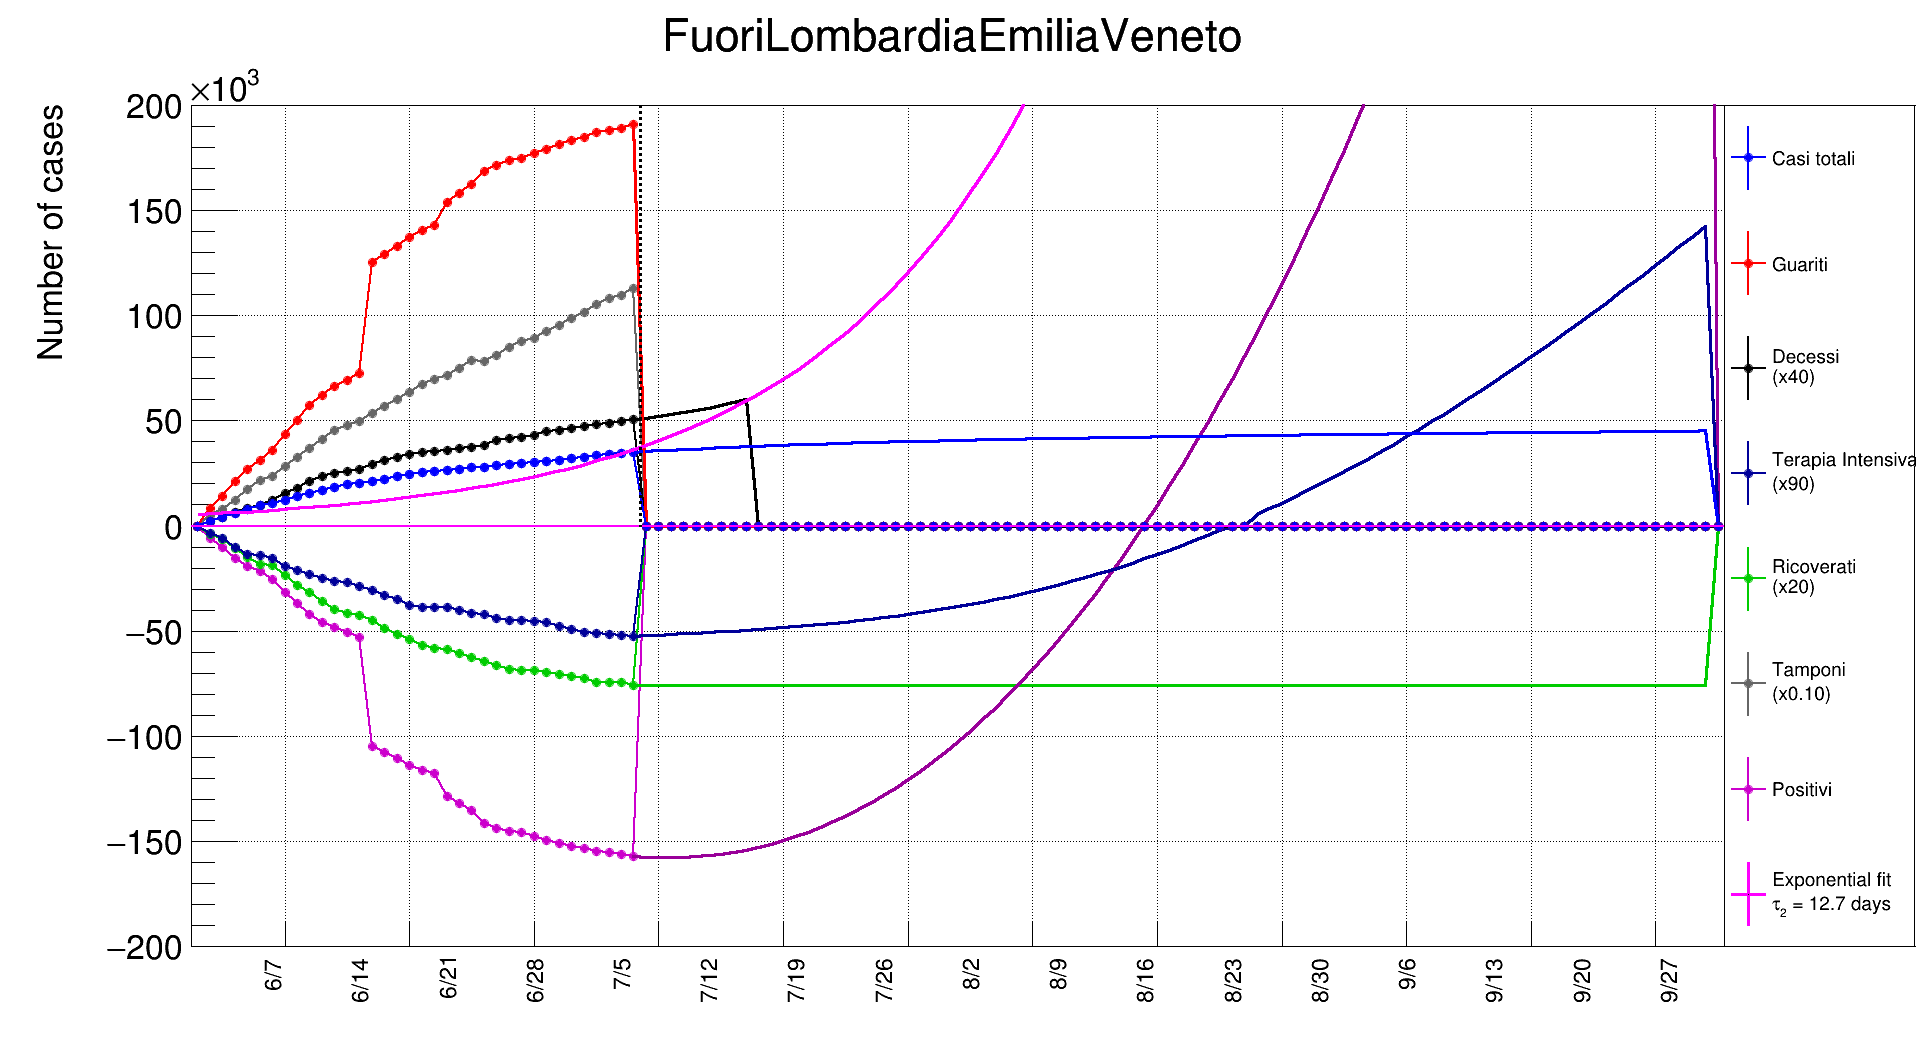 FuoriLombardiaEmiliaVeneto
×10³
Number of cases
200
150
100
50
0
−50
−100
−150
−200
6/7
6/14
6/21
6/28
7/5
7/12
7/19
7/26
8/2
8/9
8/16
8/23
8/30
9/6
9/13
9/20
9/27
Casi totali
Guariti
Decessi
(x40)
Terapia Intensiva
(x90)
Ricoverati
(x20)
Tamponi
(x0.10)
Positivi
Exponential fit
τ₂ = 12.7 days